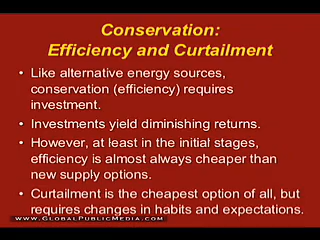 Conservation:
Efficiency and Curtailment
• Like alternative energy sources,
conservation (efficiency) requires
investment.
• Investments yield diminishing returns.
• However, at least in the initial stages,
efficiency is almost always cheaper than
new supply options.
• Curtailment is the cheapest option of all, but
requires changes in habits and expectations.
www.GlobalPublicMedia.com